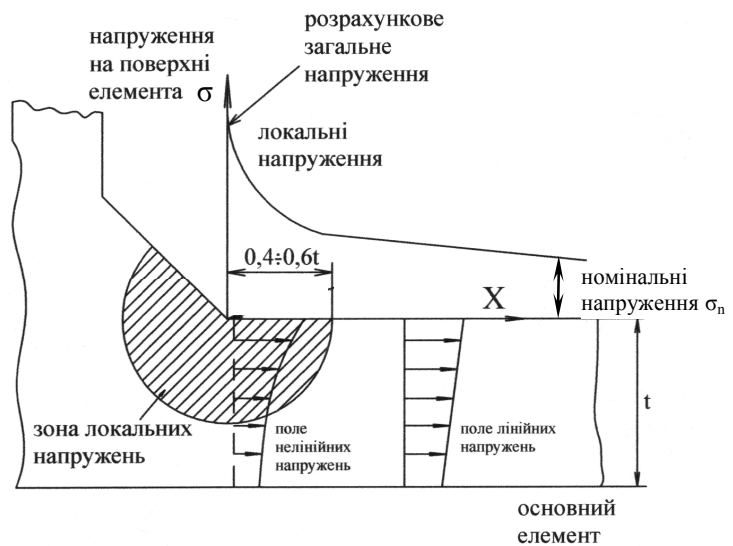 напруження
на поверхні
елемента σ
розрахункове
загальне
напруження
локальні
напруження
0,4÷0,6t
X
номінальні
напруження σn
t
зона локальних
напружень
поле
нелінійних
напружень
поле лінійних
напружень
основний
елемент